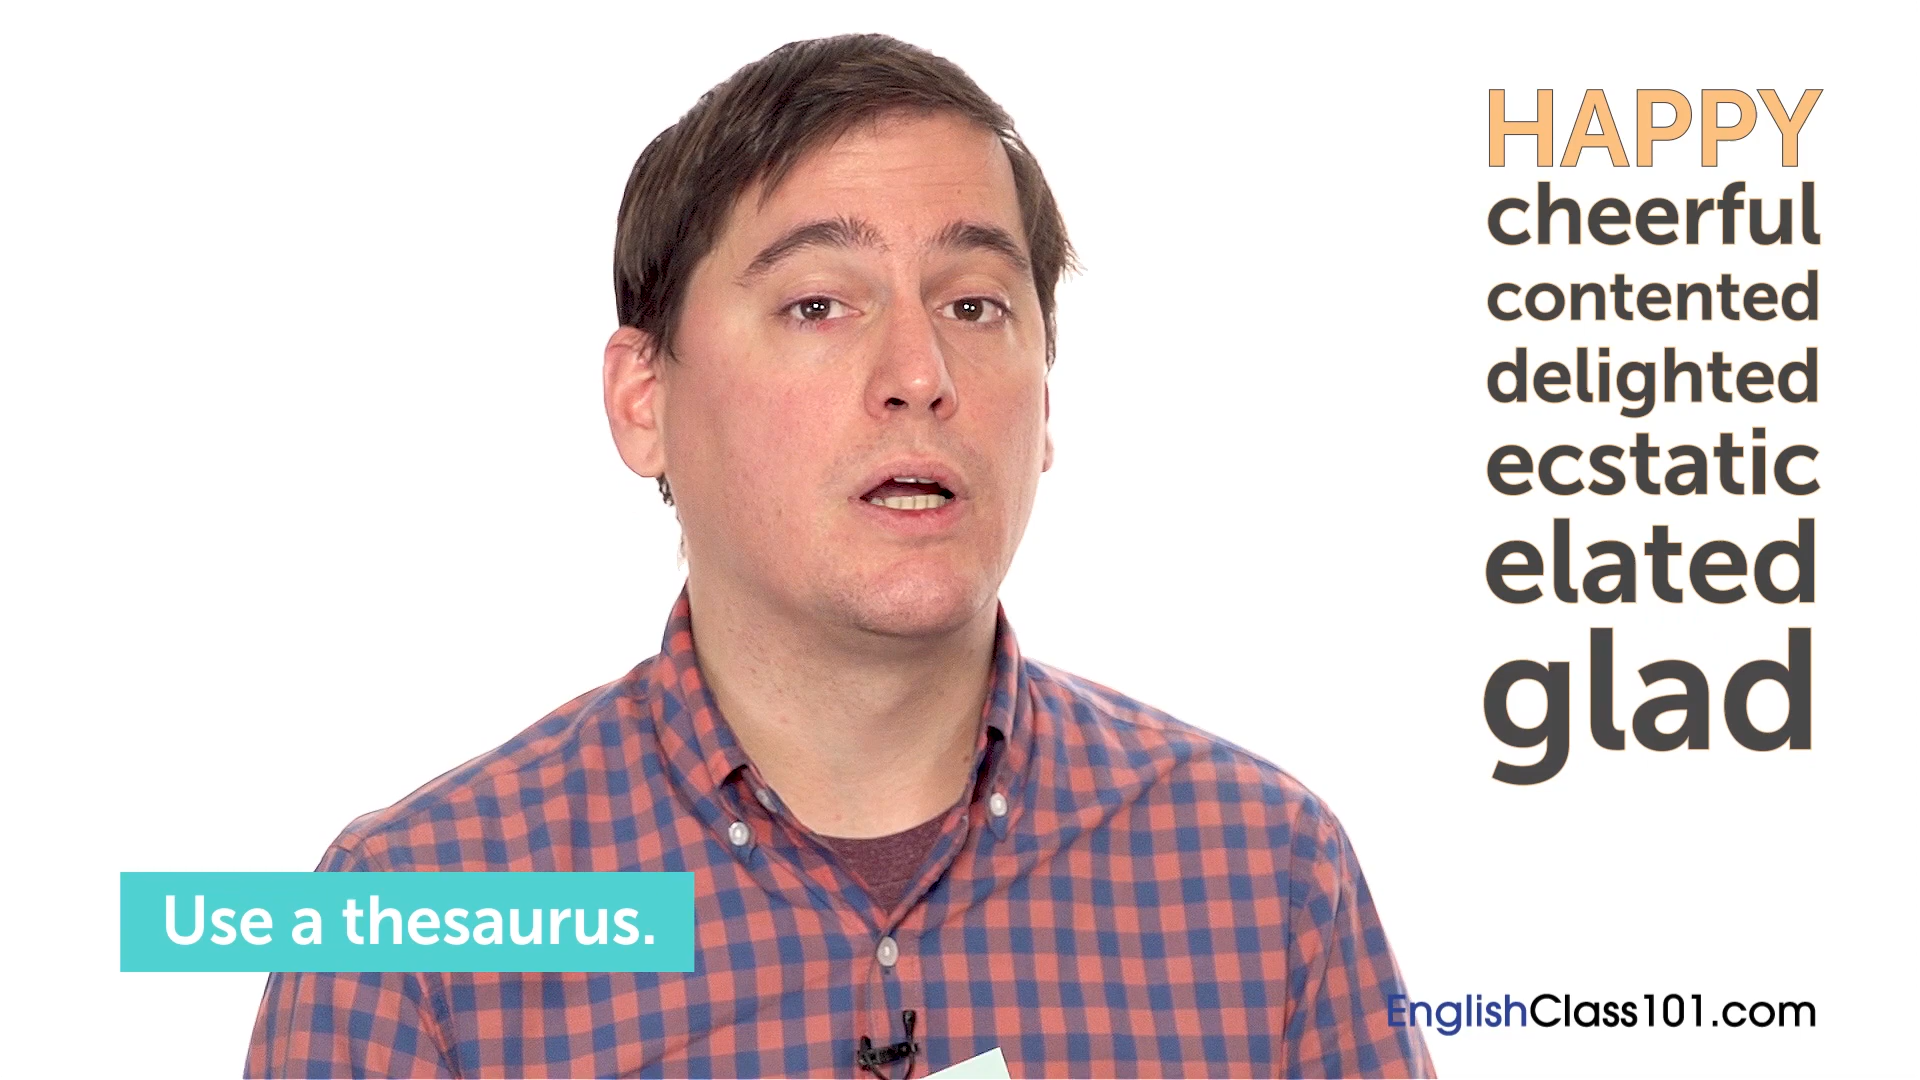 HAPPY
cheerful
contented
delighted
ecstatic
elated
glad
Use a thesaurus.
EnglishClass101.com